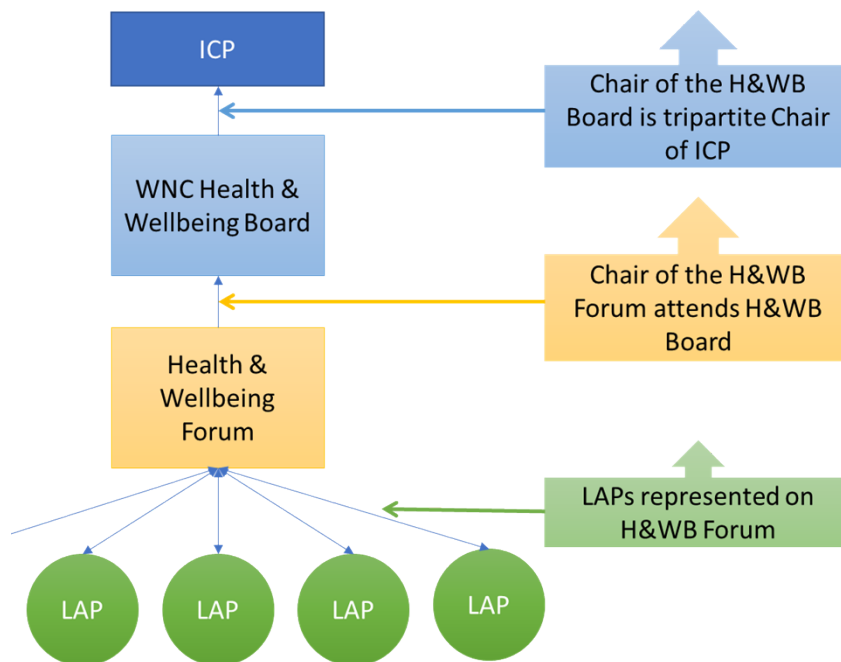 ICP
Chair of the H&WB
Board is tripartite Chair
of ICP
WNC Health &
Wellbeing Board
Chair of the H&WB
Forum attends H&WB
Board
Health &
Wellbeing
Forum
LAPs represented on
H&WB Forum
LAP
LAP
LAP
LAP